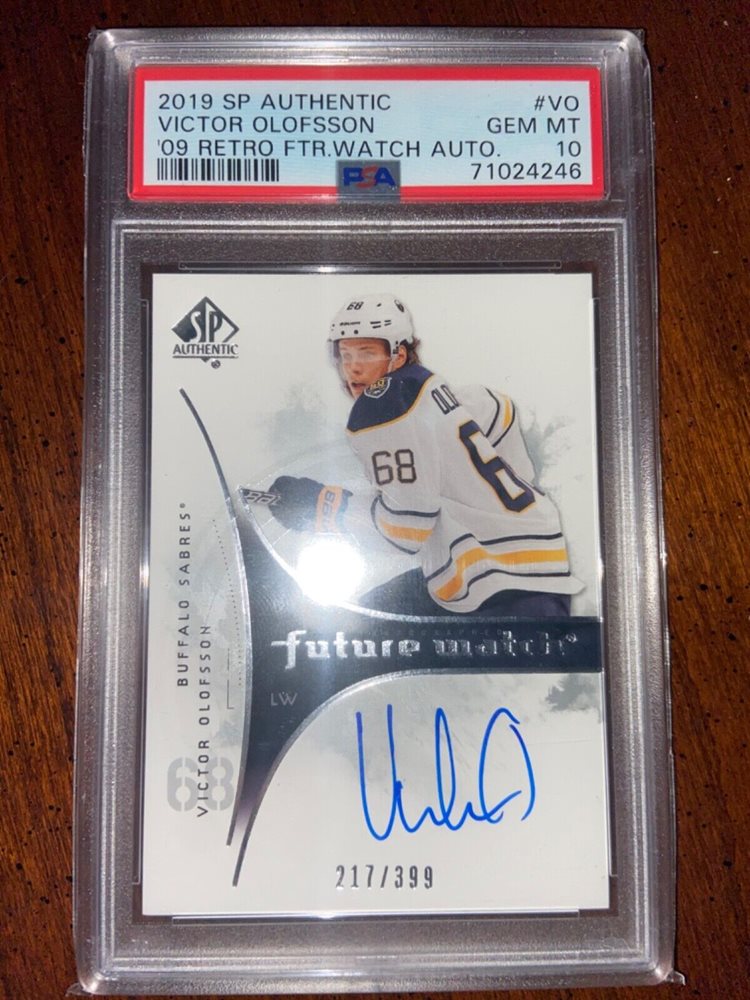 2019 SP AUTHENTIC #VO
VICTOR OLOFSSON GEM MT
'09 RETRO FTR.WATCH AUTO. 10
PSA 71024246
SP
AUTHENTIC
68
68
BUFFALO SABRES®
VICTOR OLOFSSON
68
future watch®
LW
217/399